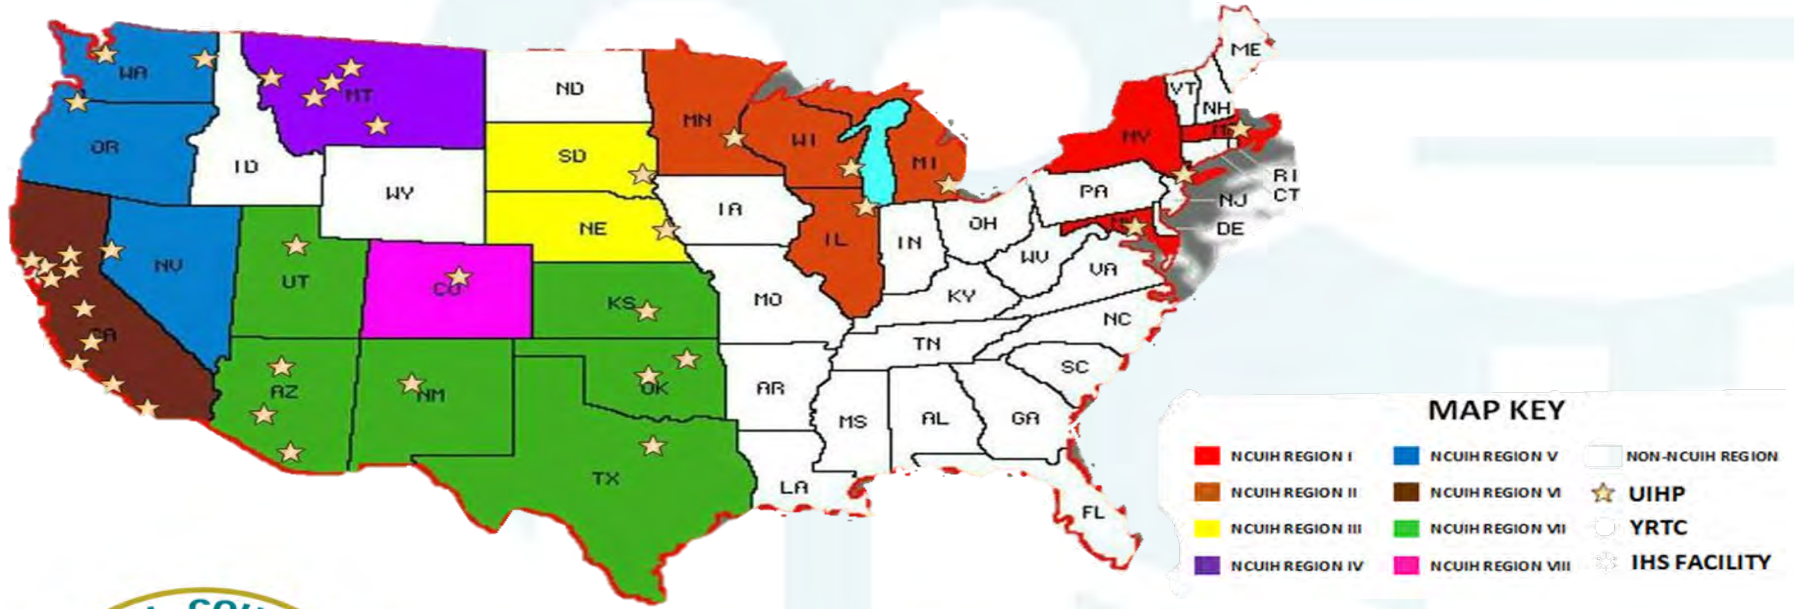 ME
WA
MT
ND
VT
NH
MN
OR
WI
NY
M
SD
MI
ID
RI
WY
PA
CT
NJ
IA
OH
NE
DE
IL
IN
WV
NV
VA
UT
CO
KS
MO
KY
NC
CA
TN
SC
AZ
NM
OK
AR
MS
AL
GA
TX
LA
FL
MAP KEY
NCUIH REGION I
NCUIH REGION V
NON-NCUIH REGION
NCUIH REGION II
NCUIH REGION VI
UIHP
NCUIH REGION III
NCUIH REGION VII
YRTC
NCUIH REGION IV
NCUIH REGION VIII
IHS FACILITY